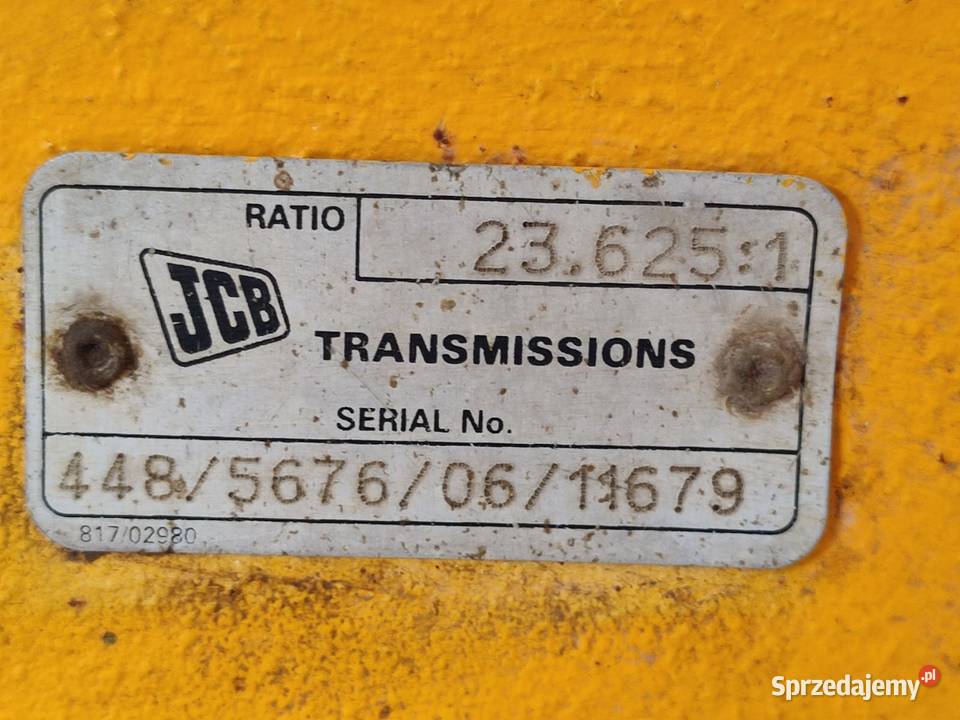 RATIO 23.625:1
JCB TRANSMISSIONS
SERIAL No.
448/5676/06/11679
817/02980
Sprzedajemy.pl